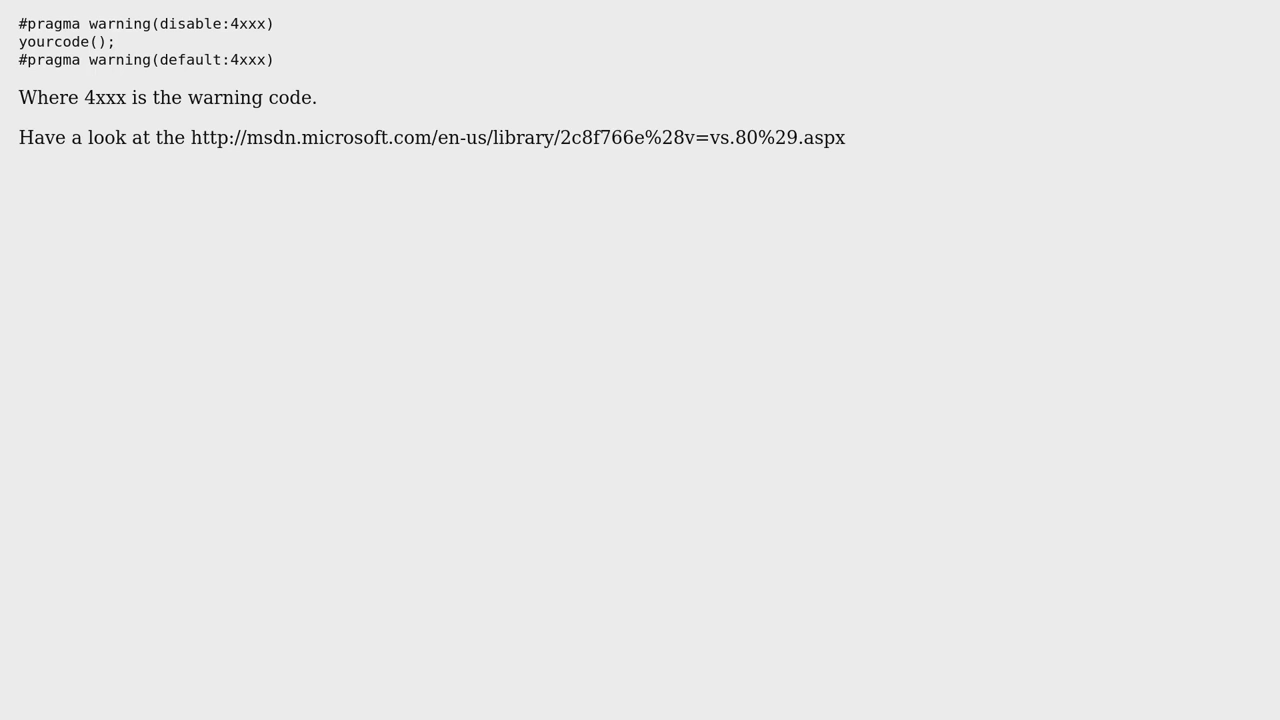 #pragma warning(disable:4xxx)
yourcode();
#pragma warning(default:4xxx)
Where 4xxx is the warning code.
Have a look at the http://msdn.microsoft.com/en-us/library/2c8f766e%28v=vs.80%29.aspx